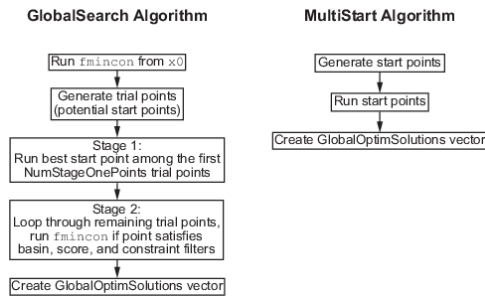 GlobalSearch Algorithm
Run fmincon from x0
Generate trial points
(potential start points)
Stage 1:
Run best start point among the first
NumStageOnePoints trial points
Stage 2:
Loop through remaining trial points,
run fmincon if point satisfies
basin, score, and constraint filters
Create GlobalOptimSolutions vector
MultiStart Algorithm
Generate start points
Run start points
Create GlobalOptimSolutions vector